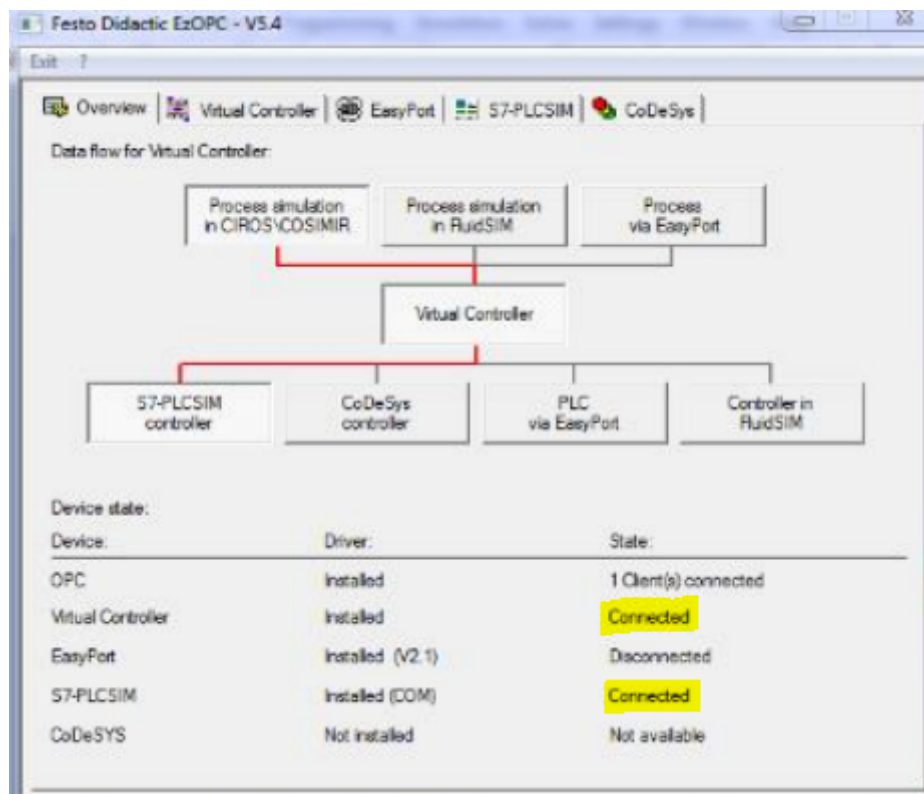 Festo Didactic EzOPC - V5.4
Exit ?
Overview Virtual Controller EasyPort S7-PLCSIM CoDeSys
Data flow for Virtual Controller:
Process simulation in CIROS\COSIMIR
Process simulation in FluidSIM
Process via EasyPort
Virtual Controller
S7-PLCSIM controller
CoDeSys controller
PLC via EasyPort
Controller in FluidSIM
Device state:
Device: Driver: State:
OPC Installed 1 Client(s) connected
Virtual Controller Installed Connected
EasyPort Installed (V2.1) Disconnected
S7-PLCSIM Installed (COM) Connected
CoDeSYS Not installed Not available